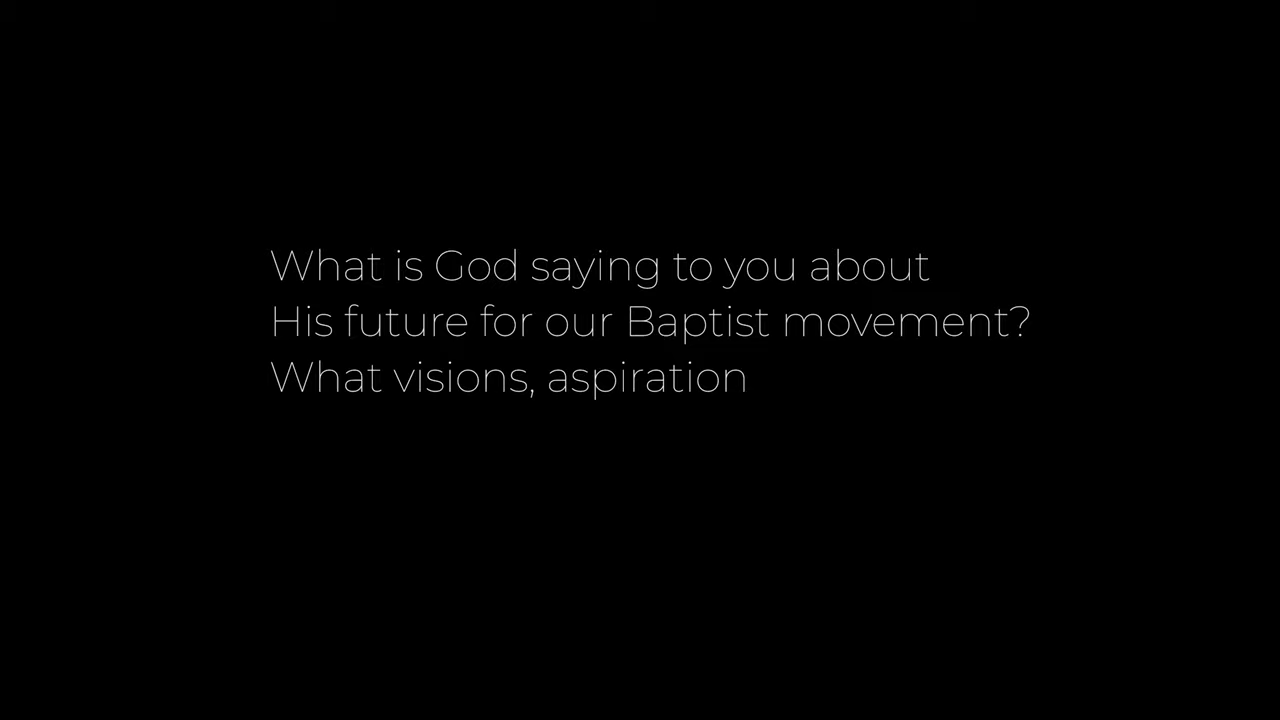 What is God saying to you about
His future for our Baptist movement?
What visions, aspiration